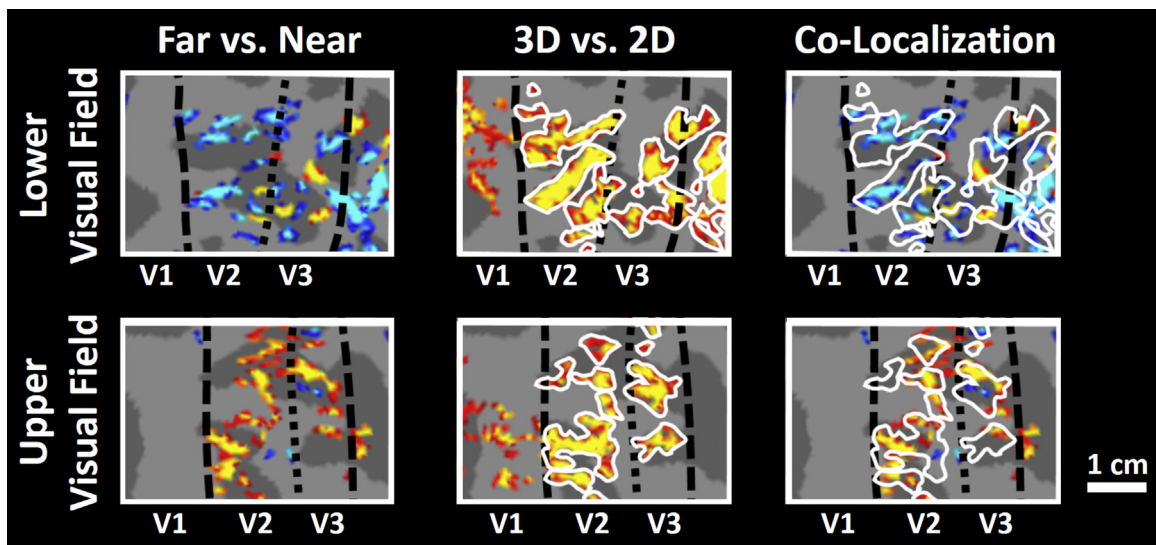 Far vs. Near
3D vs. 2D
Co-Localization
Lower
Visual Field
V1 V2 V3
V1 V2 V3
V1 V2 V3
Upper
Visual Field
1 cm
V1 V2 V3
V1 V2 V3
V1 V2 V3